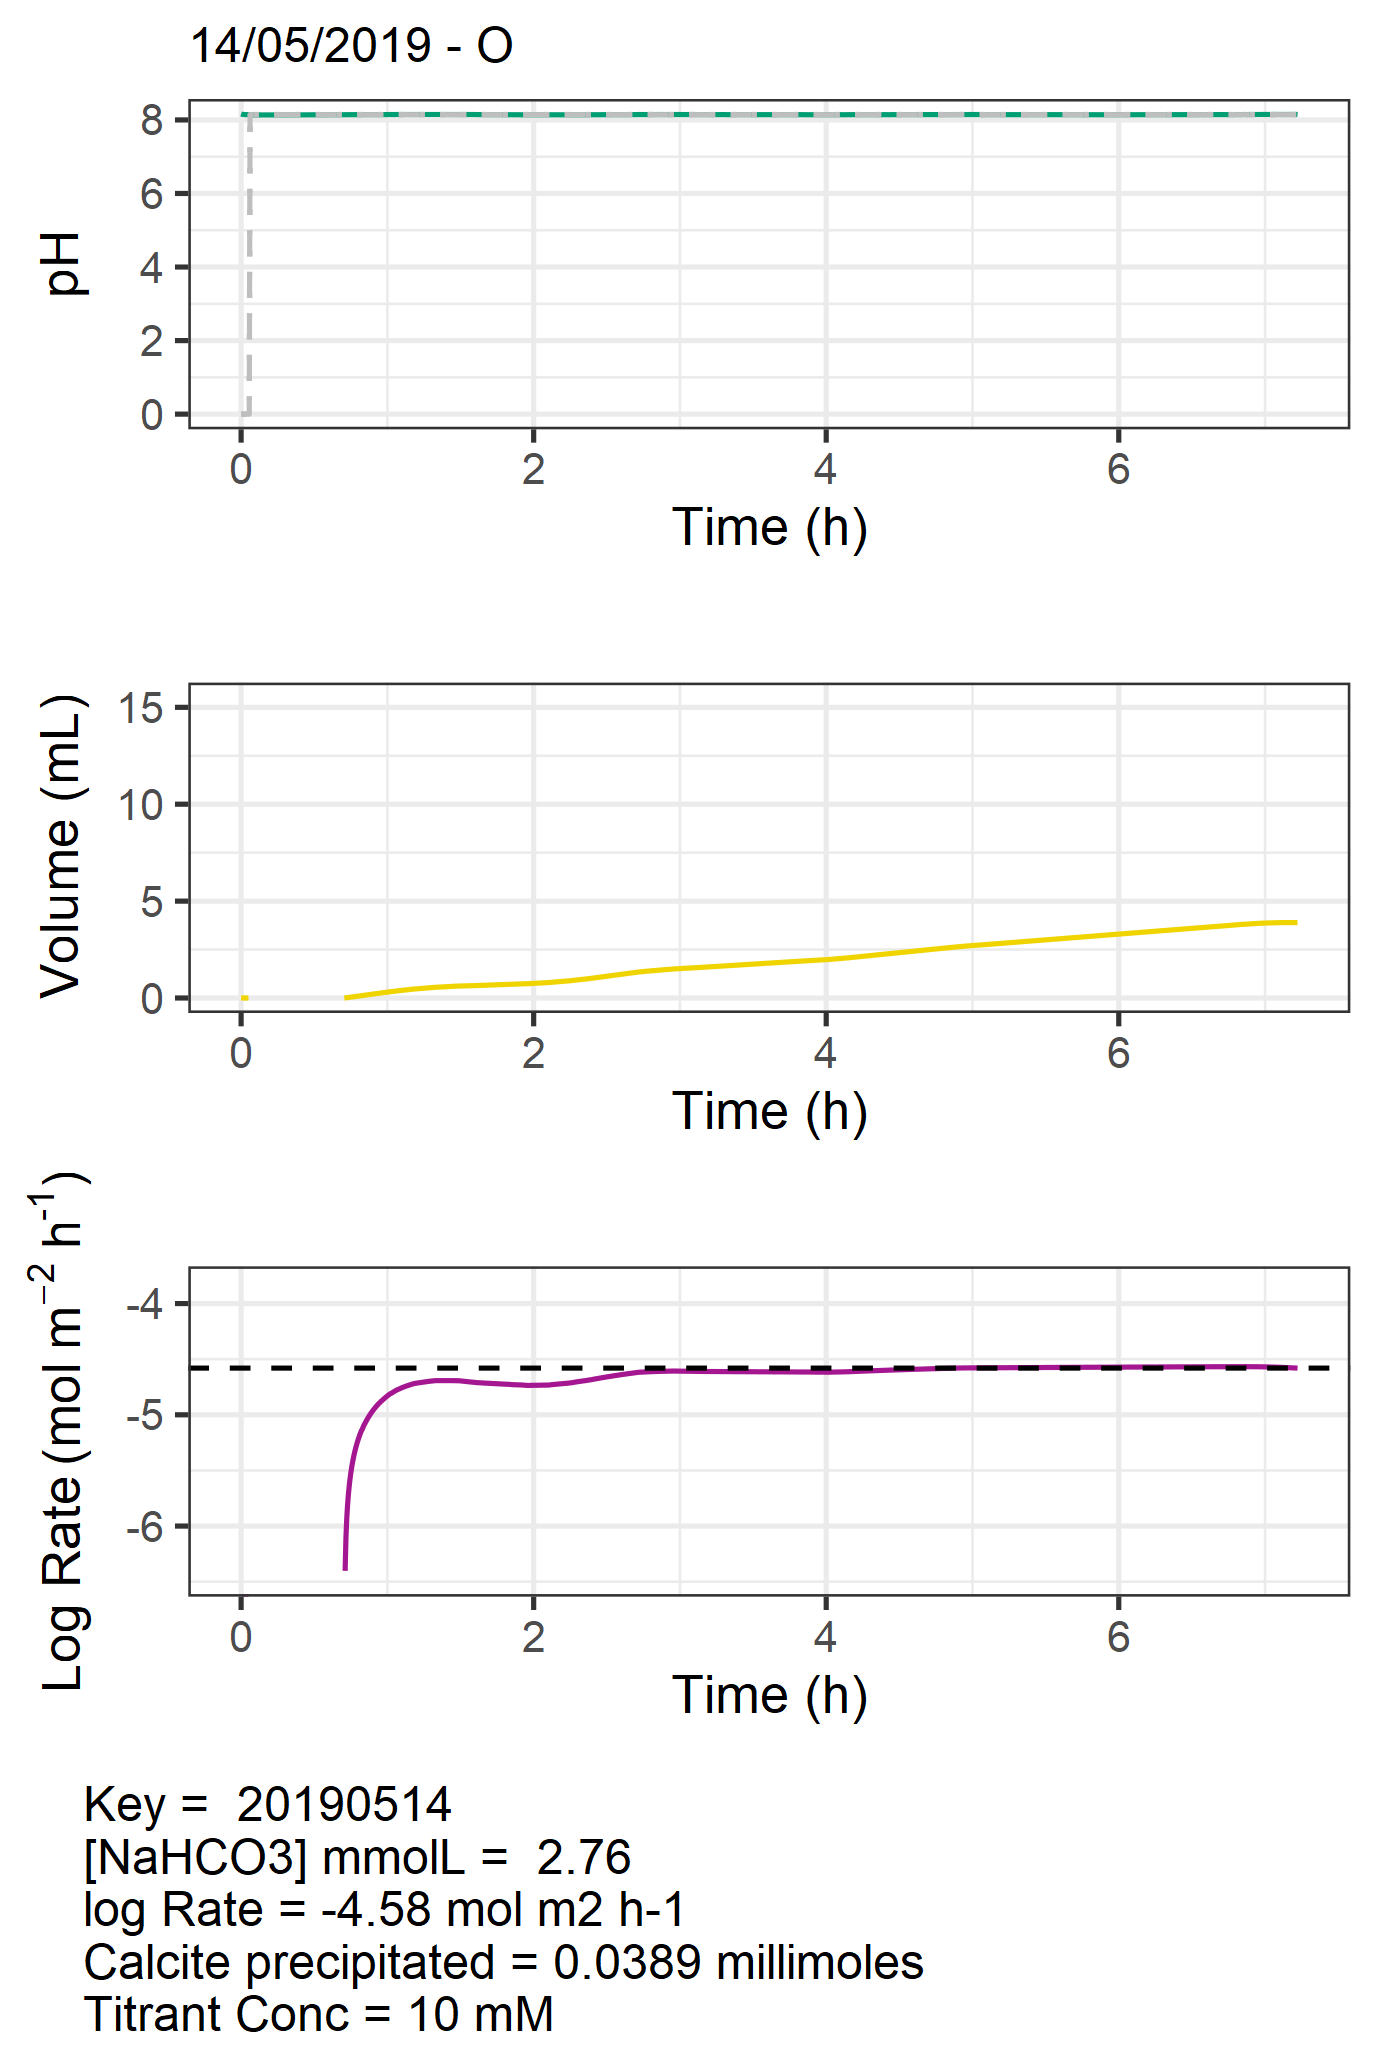 14/05/2019 - O
pH
8
6
4
2
0
0 2 4 6
Time (h)
Volume (mL)
15
10
5
0
0 2 4 6
Time (h)
Log Rate (mol m⁻² h⁻¹)
-4
-5
-6
0 2 4 6
Time (h)
Key =  20190514
[NaHCO3] mmolL =  2.76
log Rate = -4.58 mol m2 h-1
Calcite precipitated = 0.0389 millimoles
Titrant Conc = 10 mM